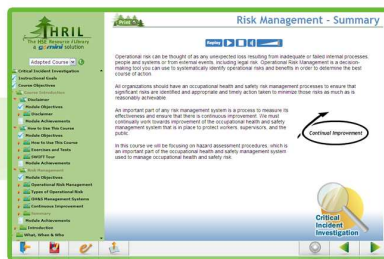 THRIL
The HSE Resource Library
a gemini solution
Adapted Course
Critical Incident Investigation
Instructional Goals
Course Objectives
Course Introduction
Disclaimer
Module Objectives
Disclaimer
Module Achievements
How to Use This Course
Module Objectives
How to Use This Course
Exercises and Tests
SWIFT Tour
Module Achievements
Risk Management
Module Objectives
Operational Risk Management
Types of Operational Risk
OH&S Management Systems
Continuous Improvement
Summary
Module Achievements
Introduction
What, When & Who
Print
Risk Management - Summary
Replay
Operational risk can be thought of as any unexpected loss resulting from inadequate or failed internal processes,
people and systems or from external events, including legal risk. Operational Risk Management is a decision-
making tool you can use to systematically identify operational risks and benefits in order to determine the best
course of action.
All organizations should have an occupational health and safety risk management processes to ensure that
significant risks are identified and appropriate and timely action taken to minimize those risks as much as is
reasonably achievable.
An important part of any risk management system is a process to measure its
effectiveness and ensure that there is continuous improvement. We must
continually work towards improvement of the occupational health and safety
management system that is in place to protect workers, supervisors, and the
public.
In this course we will be focusing on hazard assessment procedures, which is
an important part of the occupational health and safety management system
used to manage occupational health and safety risk.
Continual Improvement
Critical
Incident
Investigation